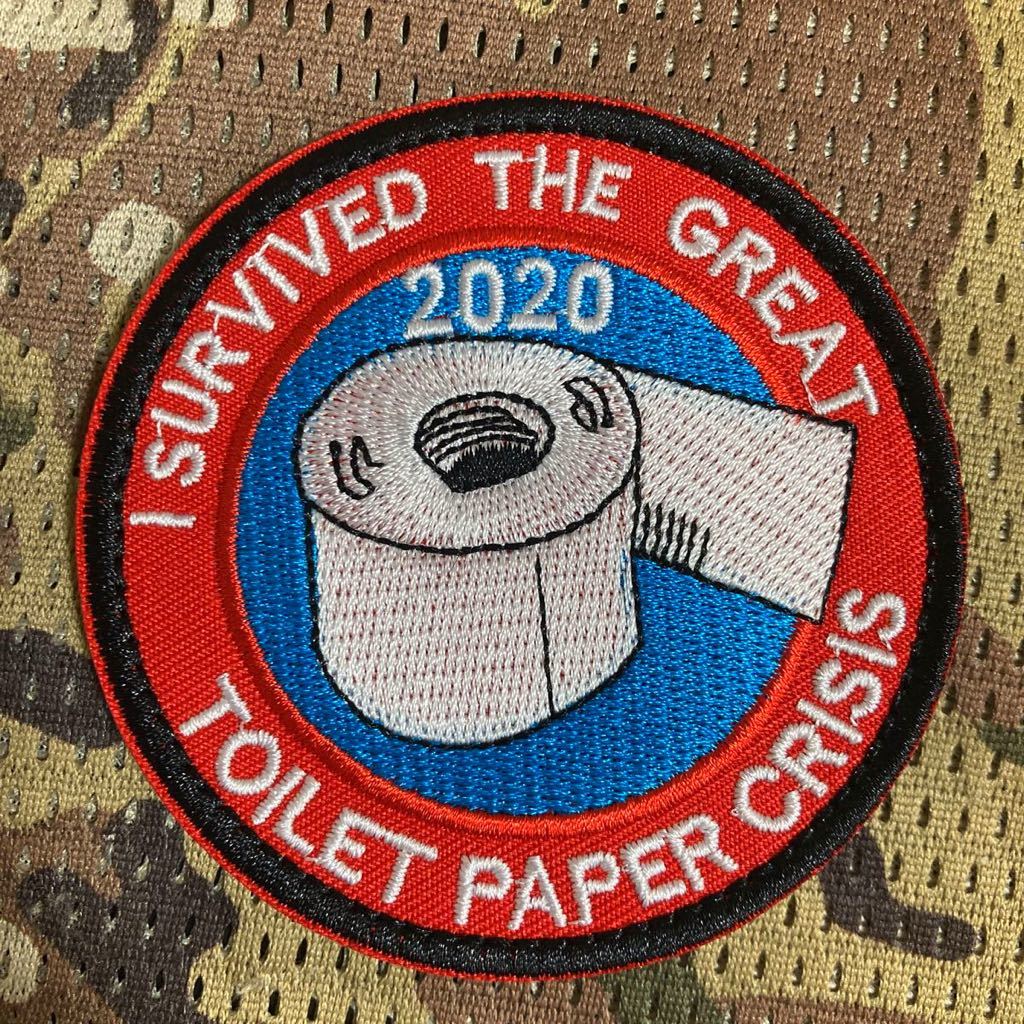 I SURVIVED THE GREAT
2020
TOILET PAPER CRISIS